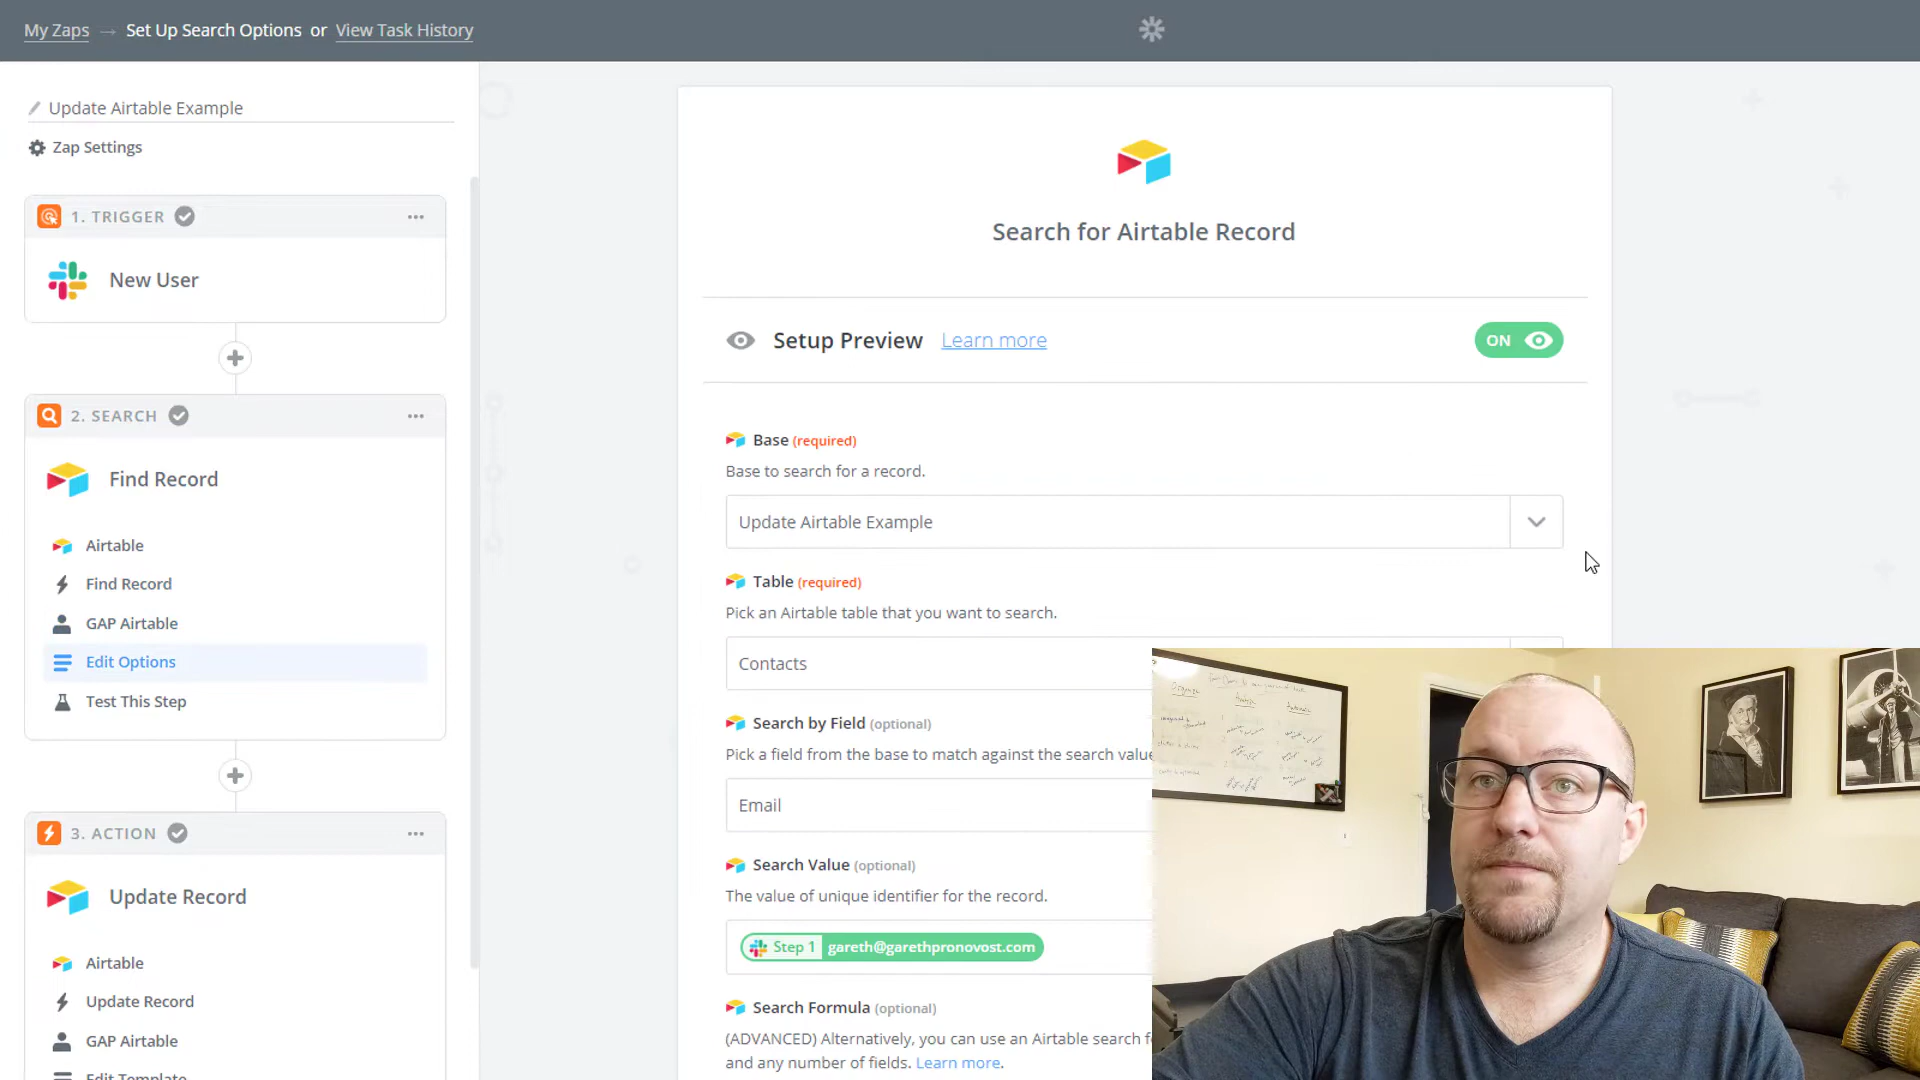 My Zaps → Set Up Search Options or View Task History
Update Airtable Example
Zap Settings
1. TRIGGER
New User
2. SEARCH
Find Record
Airtable
Find Record
GAP Airtable
Edit Options
Test This Step
3. ACTION
Update Record
Airtable
Update Record
GAP Airtable
Edit Template
Search for Airtable Record
Setup Preview Learn more
ON
Base (required)
Base to search for a record.
Update Airtable Example
Table (required)
Pick an Airtable table that you want to search.
Contacts
Search by Field (optional)
Pick a field from the base to match against the search value
Email
Search Value (optional)
The value of unique identifier for the record.
Step 1 gareth@garethpronovost.com
Search Formula (optional)
(ADVANCED) Alternatively, you can use an Airtable search
and any number of fields. Learn more.